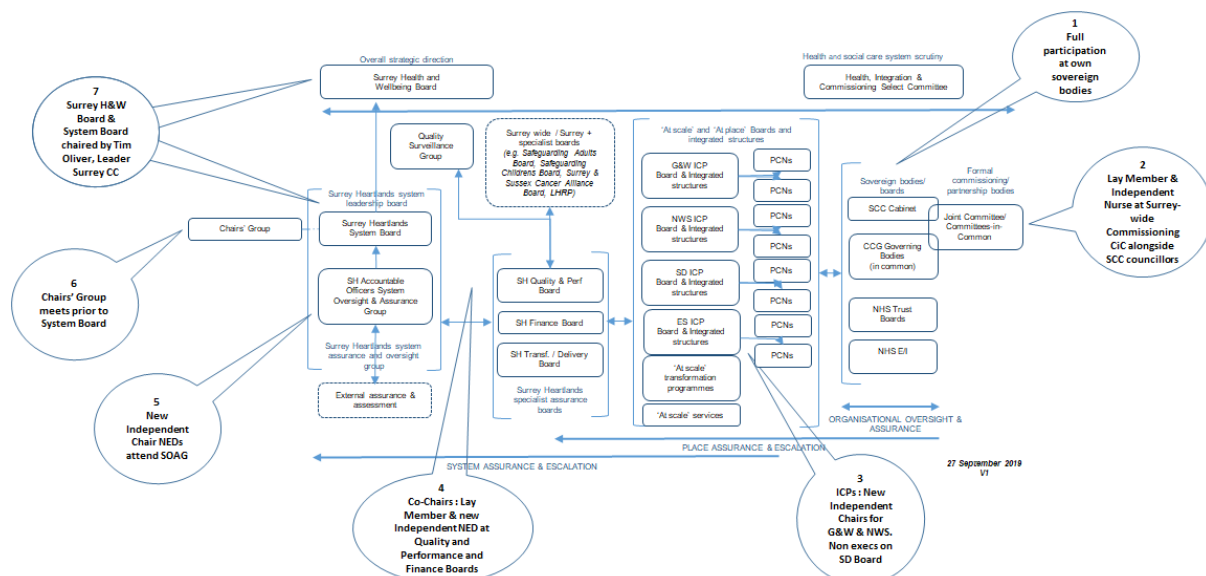 1
Full
participation
at own
sovereign
bodies
Overall strategic direction
Surrey Health and
Wellbeing Board
Health and social care system scrutiny
Health, Integration &
Commissioning Select Committee
7
Surrey H&W
Board &
System Board
chaired by Tim
Oliver, Leader
Surrey CC
Quality
Surveillance
Group
Surrey wide / Surrey +
specialist boards
(e.g. Safeguarding Adults
Board, Safeguarding
Childrens Board, Surrey &
Sussex Cancer Alliance
Board, LHRP)
'At scale' and 'At place' Boards and
integrated structures
G&W ICP
Board & Integrated
structures
NWS ICP
Board & Integrated
structures
SD ICP
Board & Integrated
structures
ES ICP
Board & Integrated
structures
'At scale'
transformation
programmes
'At scale' services
PCNs
PCNs
PCNs
PCNs
PCNs
PCNs
PCNs
PCNs
Sovereign bodies/
boards
SCC Cabinet
CCG Governing
Bodies
(in common)
NHS Trust
Boards
NHS E/I
Formal
commissioning/
partnership bodies
Joint Committee/
Committees-in-
Common
2
Lay Member &
Independent
Nurse at Surrey-
wide
Commissioning
CiC alongside
SCC councillors
Surrey Heartlands system
leadership board
Chairs' Group
Surrey Heartlands
System Board
SH Accountable
Officers System
Oversight & Assurance
Group
Surrey Heartlands system
assurance and oversight
group
External assurance &
assessment
SH Quality & Perf
Board
SH Finance Board
SH Transf. / Delivery
Board
Surrey Heartlands
specialist assurance
boards
6
Chairs' Group
meets prior to
System Board
5
New
Independent
Chair NEDs
attend SOAG
ORGANISATIONAL OVERSIGHT &
ASSURANCE
PLACE ASSURANCE & ESCALATION
SYSTEM ASSURANCE & ESCALATION
27 September 2019
V1
4
Co-Chairs : Lay
Member & new
Independent NED at
Quality and
Performance and
Finance Boards
3
ICPs : New
Independent
Chairs for
G&W & NWS.
Non execs on
SD Board